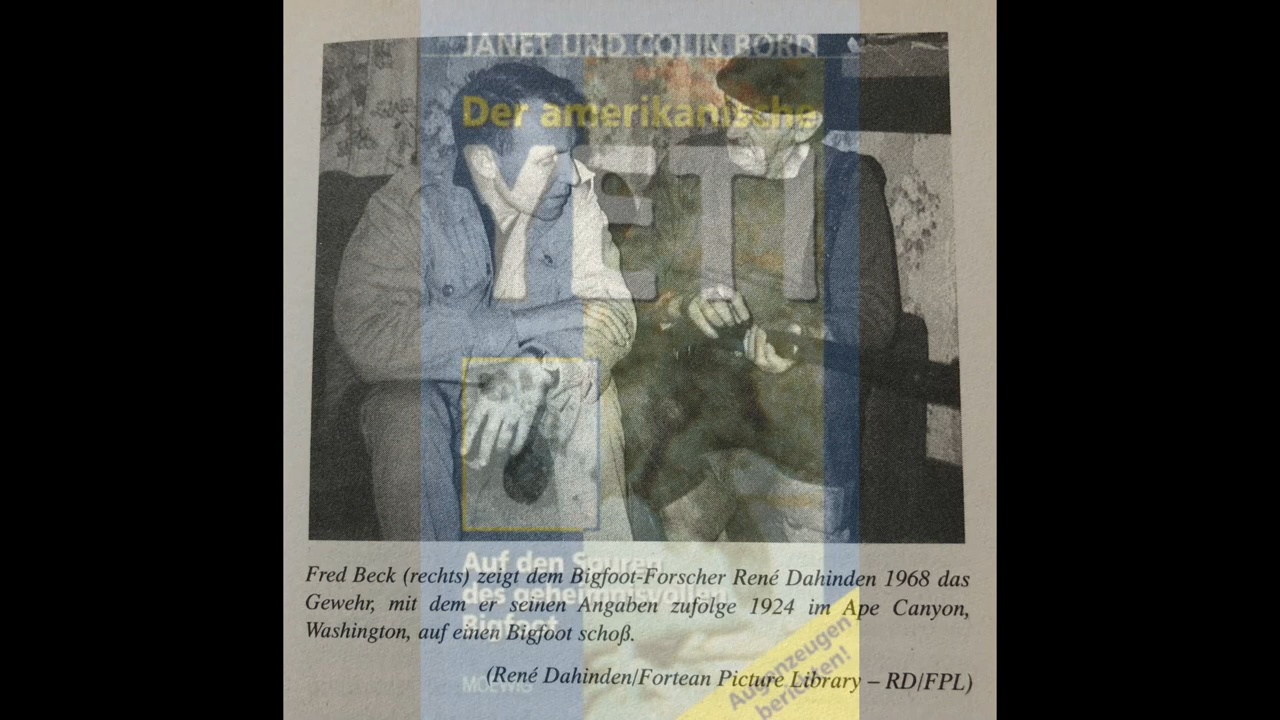 JANET UND COLIN BORD
Der amerikanische
YETI
Auf den Spuren
des geheimnisvollen
Bigfoot
Fred Beck (rechts) zeigt dem Bigfoot-Forscher René Dahinden 1968 das
Gewehr, mit dem er seinen Angaben zufolge 1924 im Ape Canyon,
Washington, auf einen Bigfoot schoß.
(René Dahinden/Fortean Picture Library – RD/FPL)
MOEWIG
Augenzeugen
berichten!